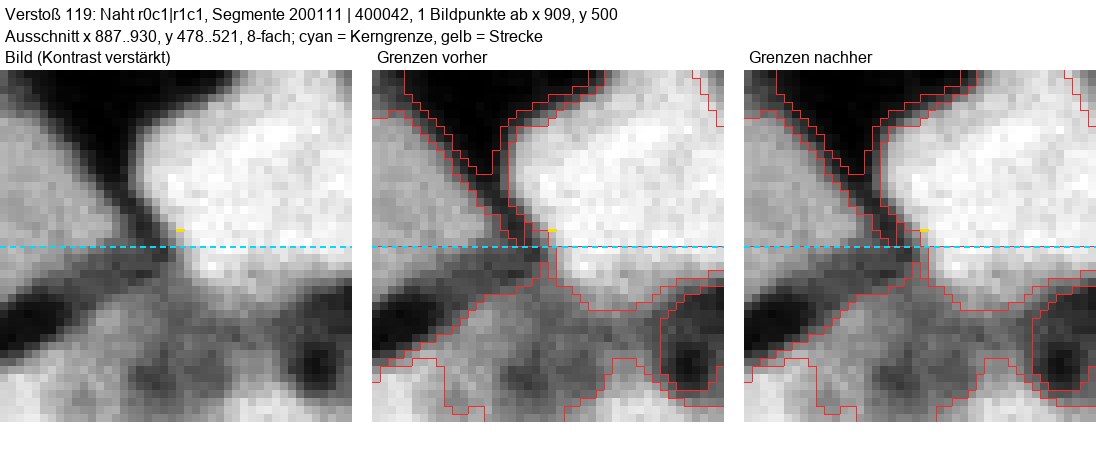 Verstoß 119: Naht r0c1|r1c1, Segmente 200111 | 400042, 1 Bildpunkte ab x 909, y 500
Ausschnitt x 887..930, y 478..521, 8-fach; cyan = Kerngrenze, gelb = Strecke
Bild (Kontrast verstärkt)
Grenzen vorher
Grenzen nachher